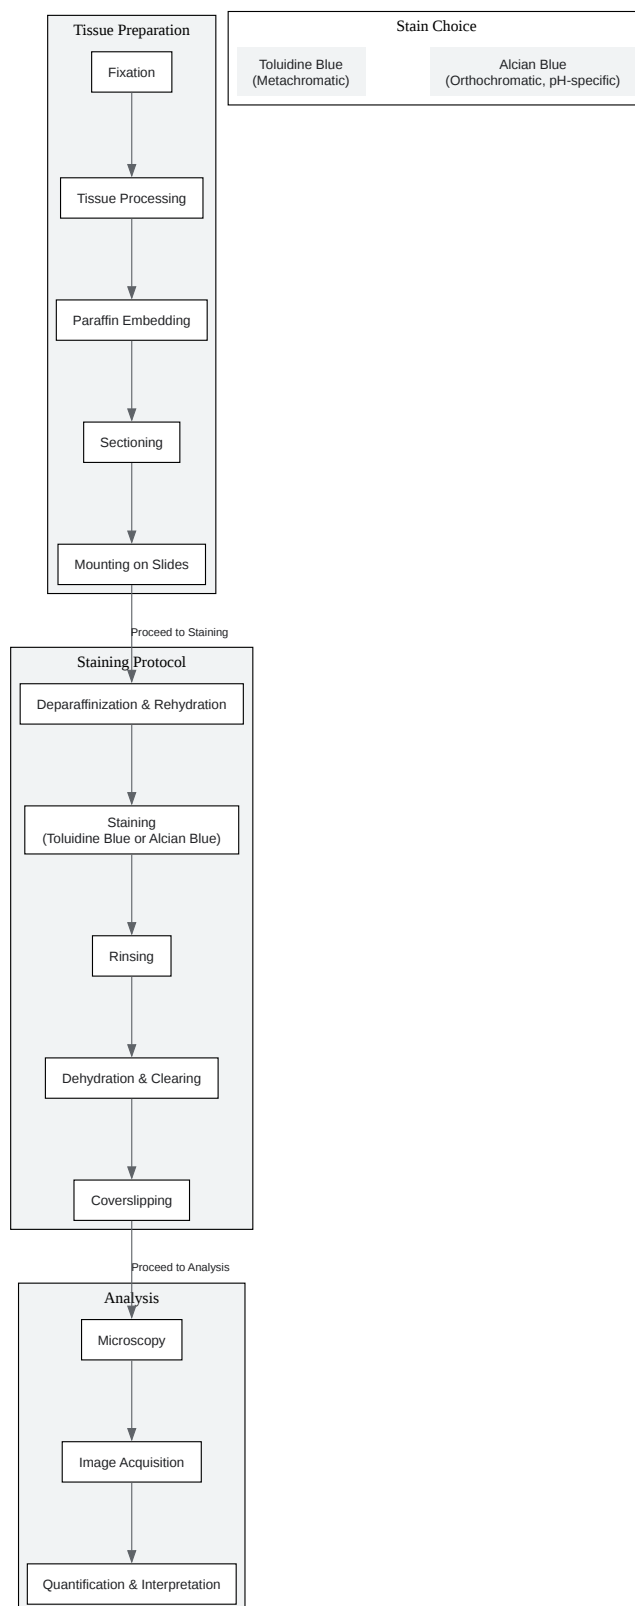 Tissue Preparation
Fixation
Tissue Processing
Paraffin Embedding
Sectioning
Mounting on Slides
Stain Choice
Toluidine Blue
(Metachromatic)
Alcian Blue
(Orthochromatic, pH-specific)
Proceed to Staining
Staining Protocol
Deparaffinization & Rehydration
Staining
(Toluidine Blue or Alcian Blue)
Rinsing
Dehydration & Clearing
Coverslipping
Proceed to Analysis
Analysis
Microscopy
Image Acquisition
Quantification & Interpretation